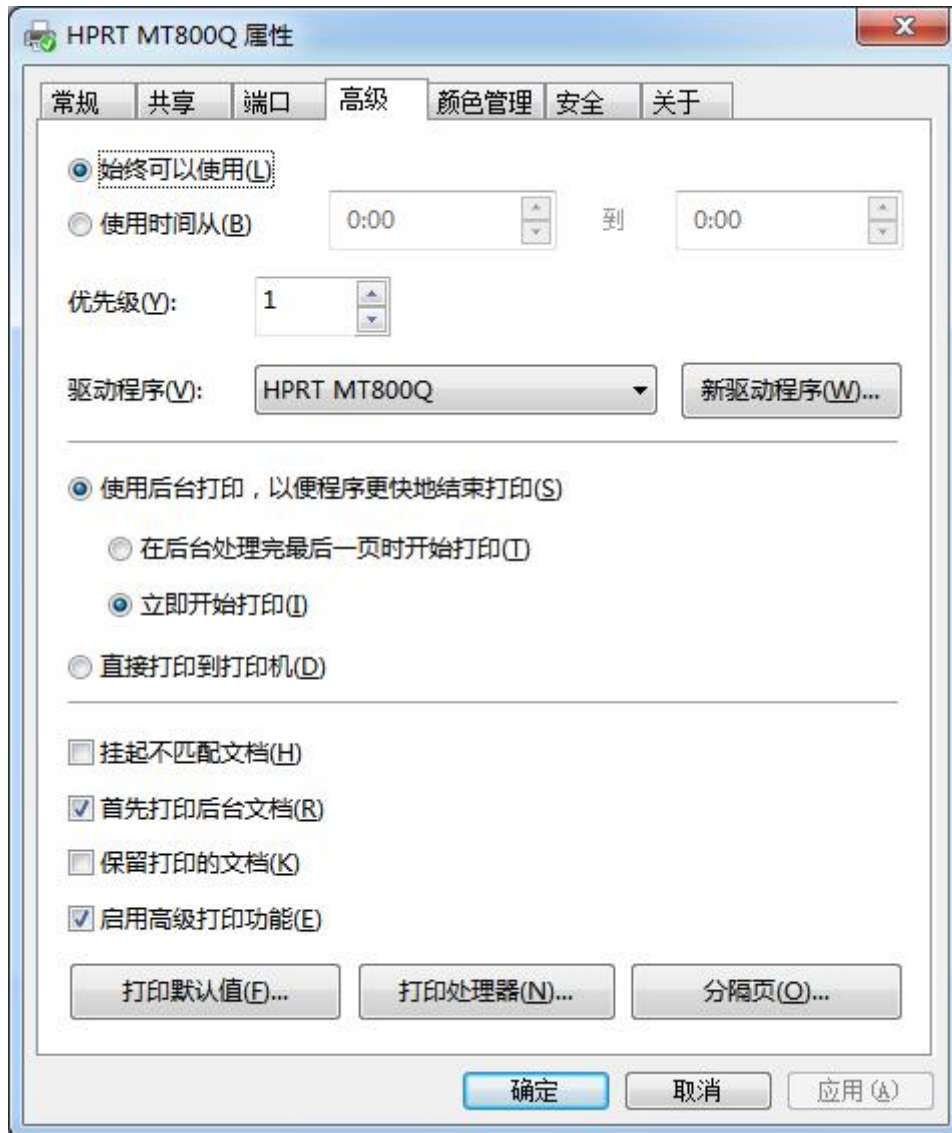 HPRT MT800Q 属性
常规 共享 端口 高级 颜色管理 安全 关于
始终可以使用(L)
使用时间从(B) 0:00 到 0:00
优先级(Y): 1
驱动程序(V): HPRT MT800Q 新驱动程序(W)...
使用后台打印，以便程序更快地结束打印(S)
在后台处理完最后一页时开始打印(T)
立即开始打印(I)
直接打印到打印机(D)
挂起不匹配文档(H)
首先打印后台文档(R)
保留打印的文档(K)
启用高级打印功能(E)
打印默认值(F)... 打印处理器(N)... 分隔页(O)...
确定 取消 应用(A)